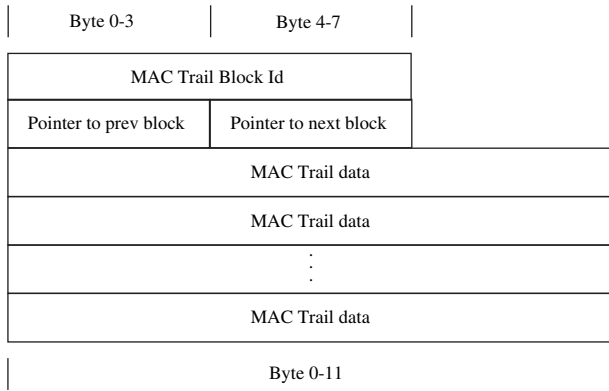 Byte 0-3 Byte 4-7
MAC Trail Block Id
Pointer to prev block Pointer to next block
MAC Trail data
MAC Trail data
MAC Trail data
Byte 0-11